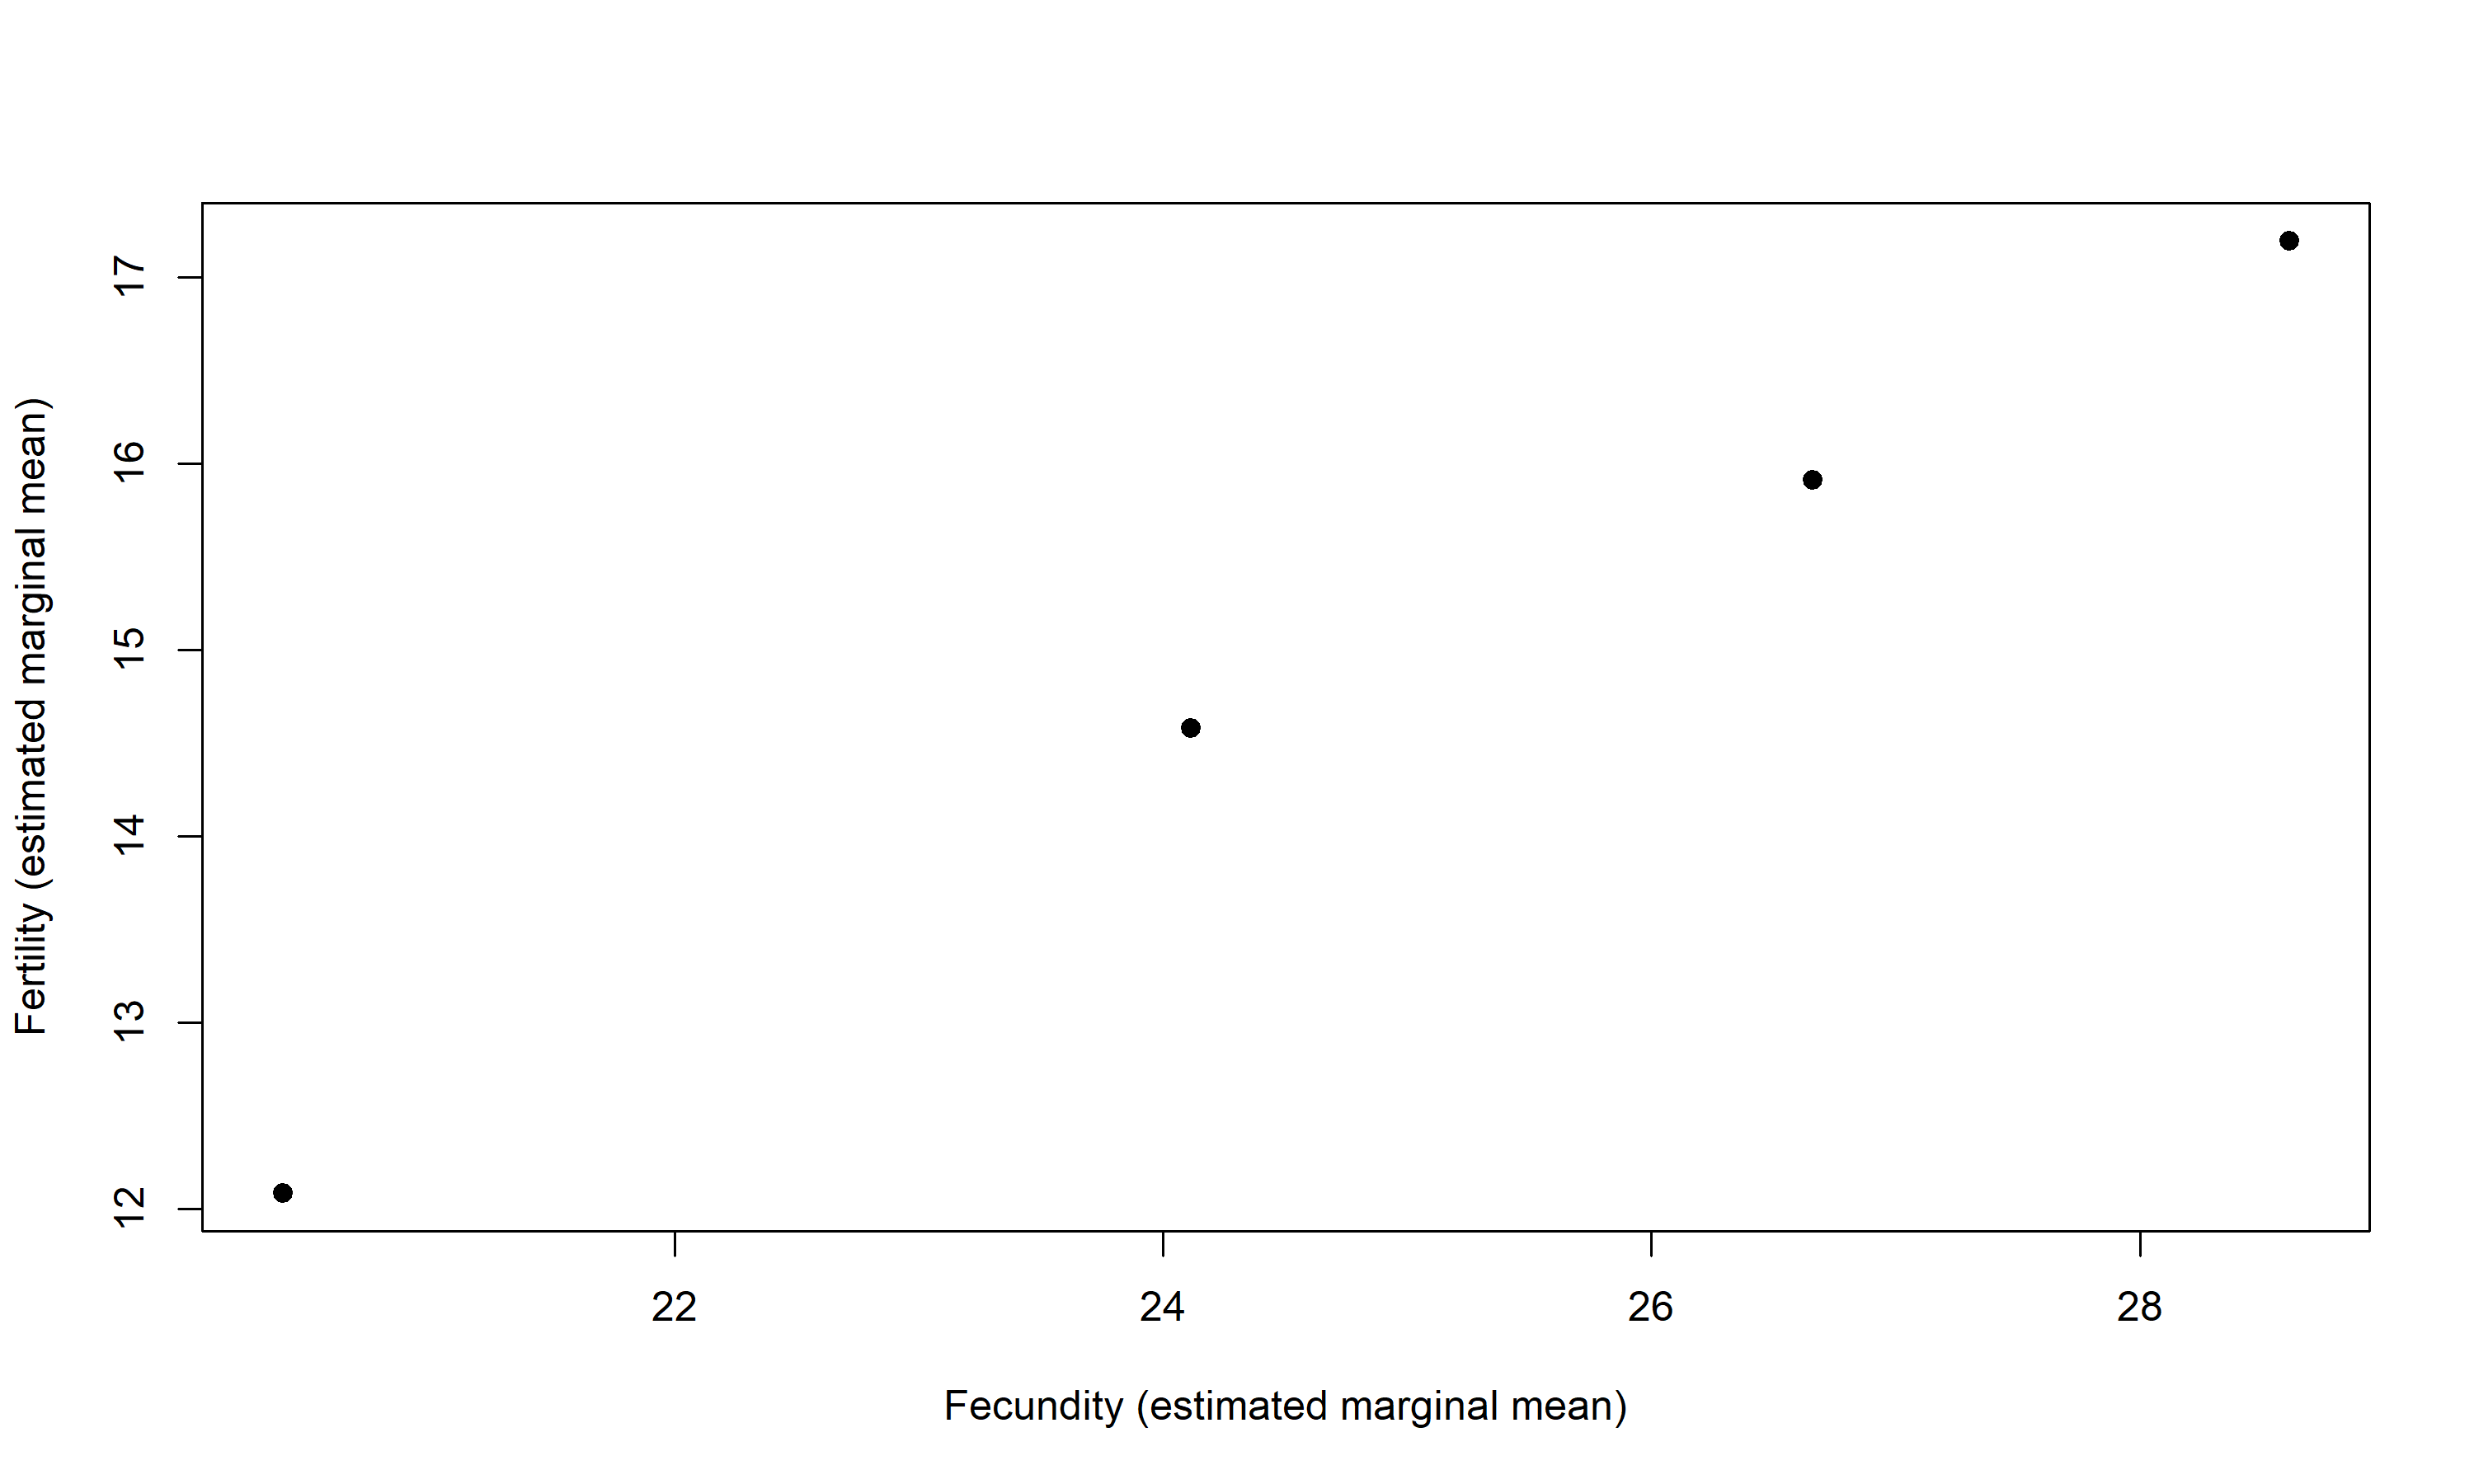 17
16
15
14
13
12
Fertility (estimated marginal mean)
22 24 26 28
Fecundity (estimated marginal mean)